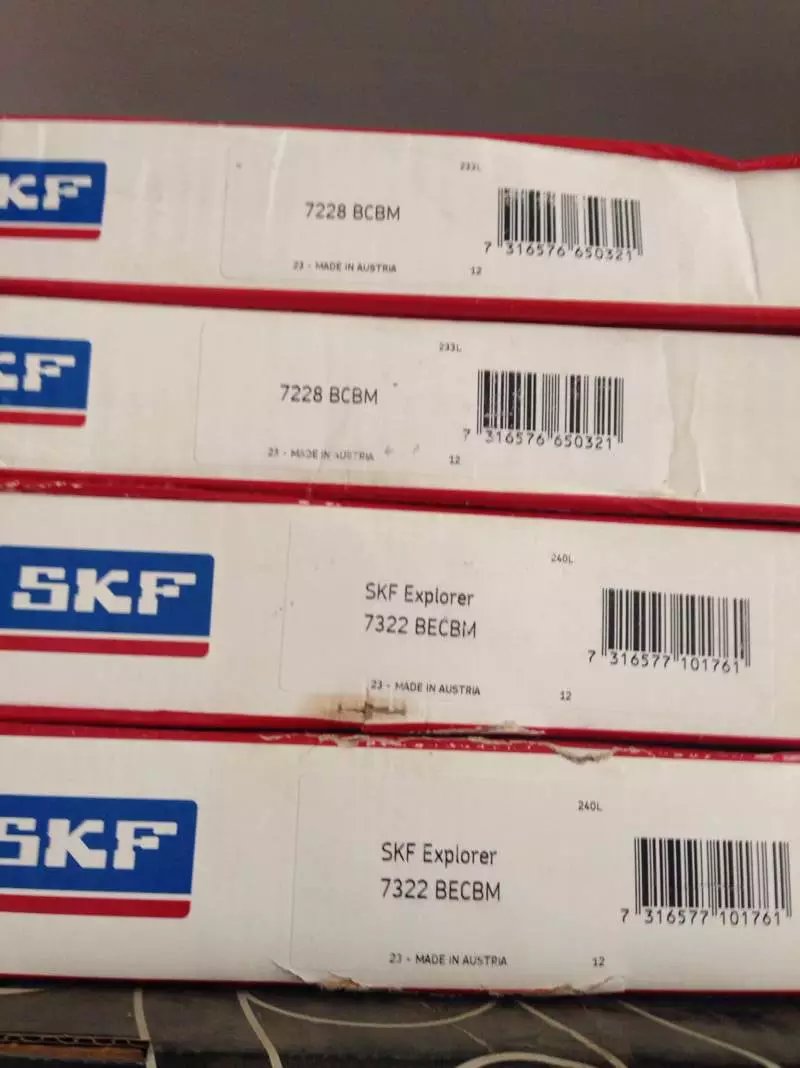 SKF
233L
7228 BCBM
7 316576 650321
23 - MADE IN AUSTRIA
12
SKF
233L
7228 BCBM
7 316576 650321
23 - MADE IN AUSTRIA
12
SKF
240L
SKF Explorer
7322 BECBM
7 316577 101761
23 - MADE IN AUSTRIA
12
SKF
240L
SKF Explorer
7322 BECBM
7 316577 101761
23 - MADE IN AUSTRIA
12